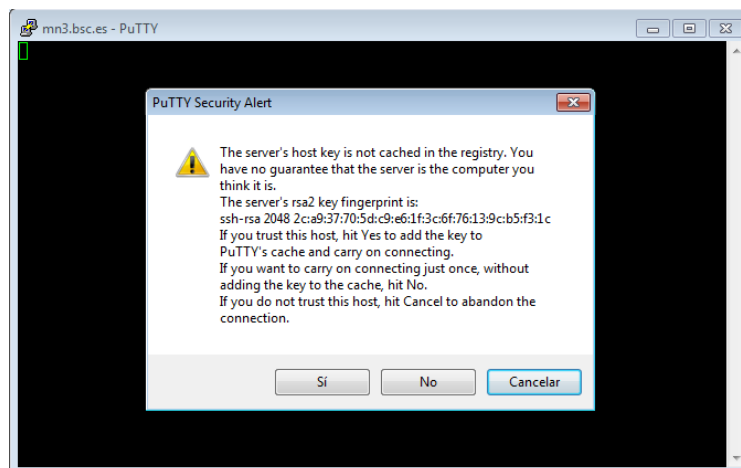 mn3.bsc.es - PuTTY
PuTTY Security Alert
The server's host key is not cached in the registry. You
have no guarantee that the server is the computer you
think it is.
The server's rsa2 key fingerprint is:
ssh-rsa 2048 2c:a9:37:70:5d:c9:e6:1f:3c:6f:76:13:9c:b5:f3:1c
If you trust this host, hit Yes to add the key to
PuTTY's cache and carry on connecting.
If you want to carry on connecting just once, without
adding the key to the cache, hit No.
If you do not trust this host, hit Cancel to abandon the
connection.
Sí
No
Cancelar